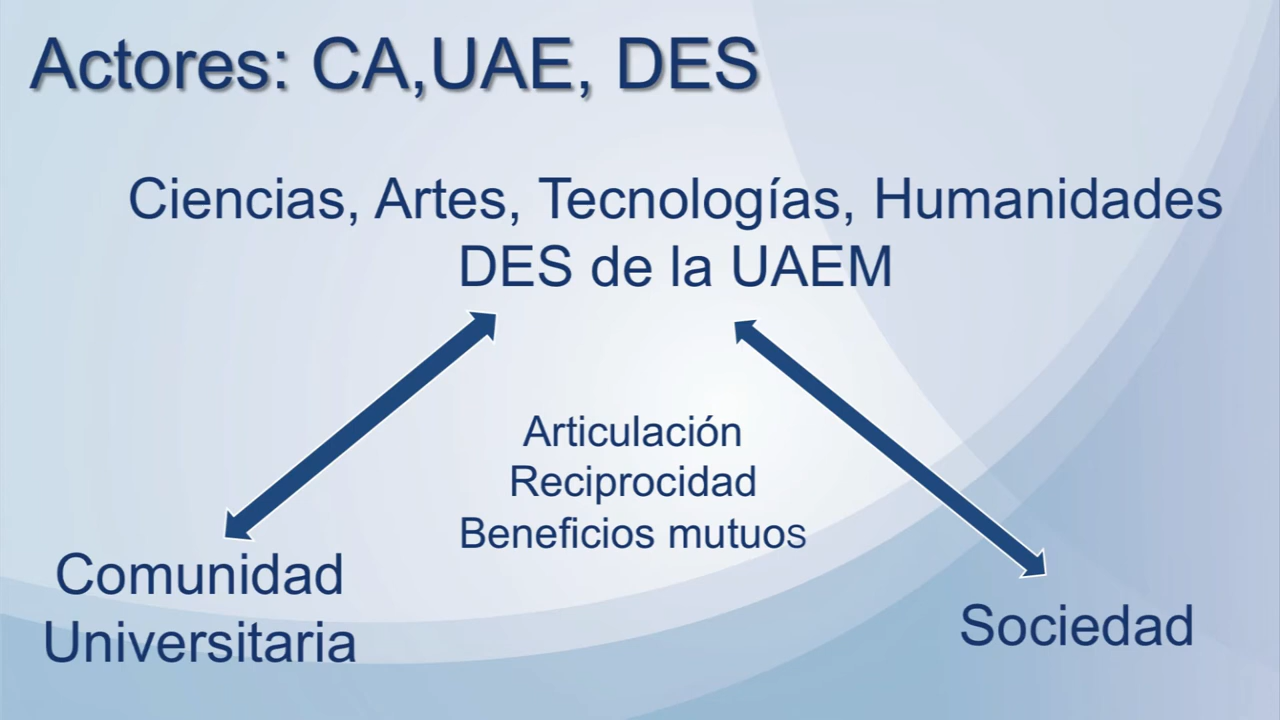 Actores: CA,UAE, DES
Ciencias, Artes, Tecnologías, Humanidades
DES de la UAEM
Articulación
Reciprocidad
Beneficios mutuos
Comunidad
Universitaria
Sociedad